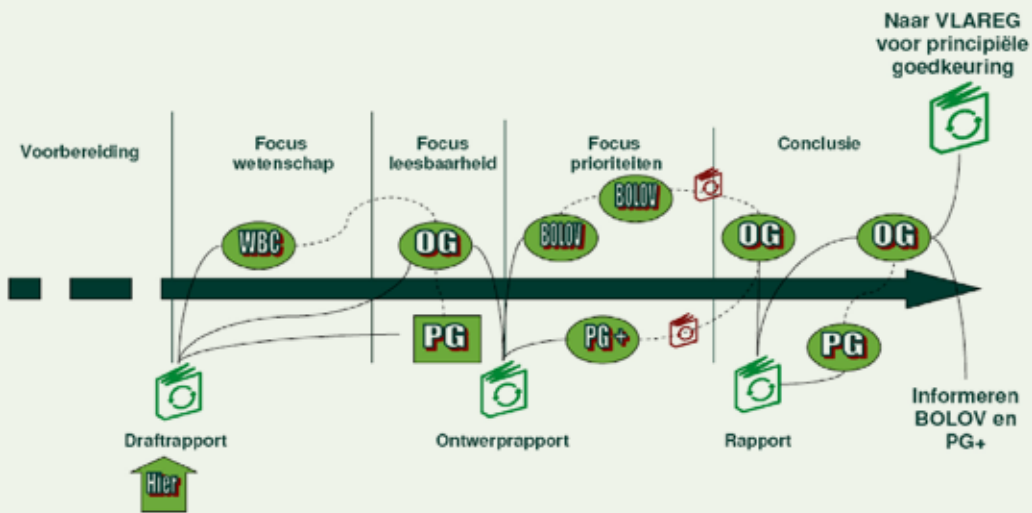 Naar VLAREG
voor principiële
goedkeuring
Voorbereiding
Focus
wetenschap
Focus
leesbaarheid
Focus
prioriteiten
Conclusie
WBC
OG
BOLOV
BOLOV
OG
OG
PG
PG+
PG
Draftrapport
Ontwerprapport
Rapport
Informeren
BOLOV en
PG+
Hier